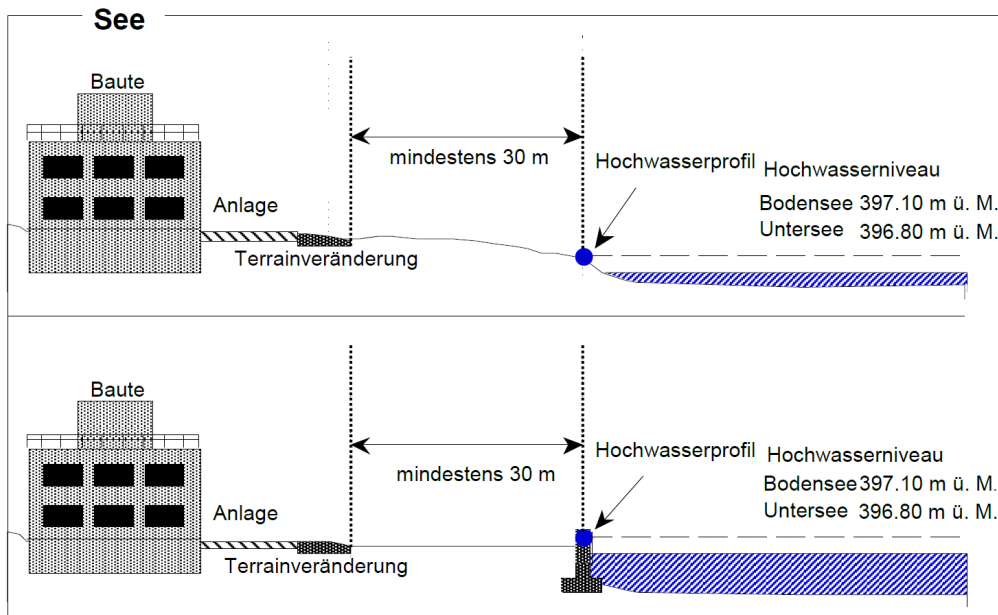 See
Baute
mindestens 30 m
Hochwasserprofil
Hochwasserniveau
Bodensee 397.10 m ü. M.
Untersee 396.80 m ü. M.
Anlage
Terrainveränderung
Baute
mindestens 30 m
Hochwasserprofil
Hochwasserniveau
Bodensee 397.10 m ü. M.
Untersee 396.80 m ü. M.
Anlage
Terrainveränderung